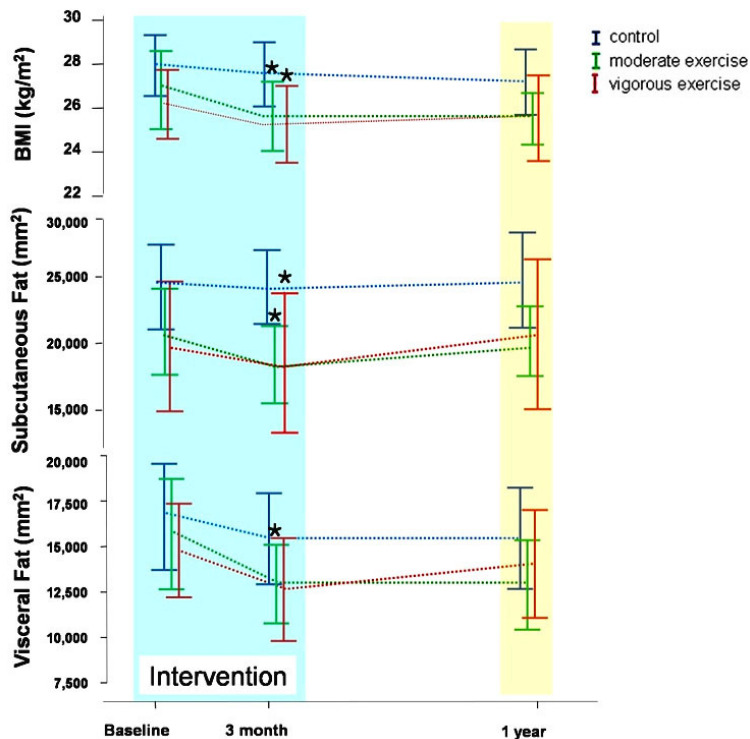 BMI (kg/m²)
30
28
26
24
22
control
moderate exercise
vigorous exercise
* *
Subcutaneous Fat (mm²)
30,000
25,000
20,000
15,000
*
*
Visceral Fat (mm²)
20,000
17,500
15,000
12,500
10,000
7,500
*
Intervention
Baseline 3 month 1 year